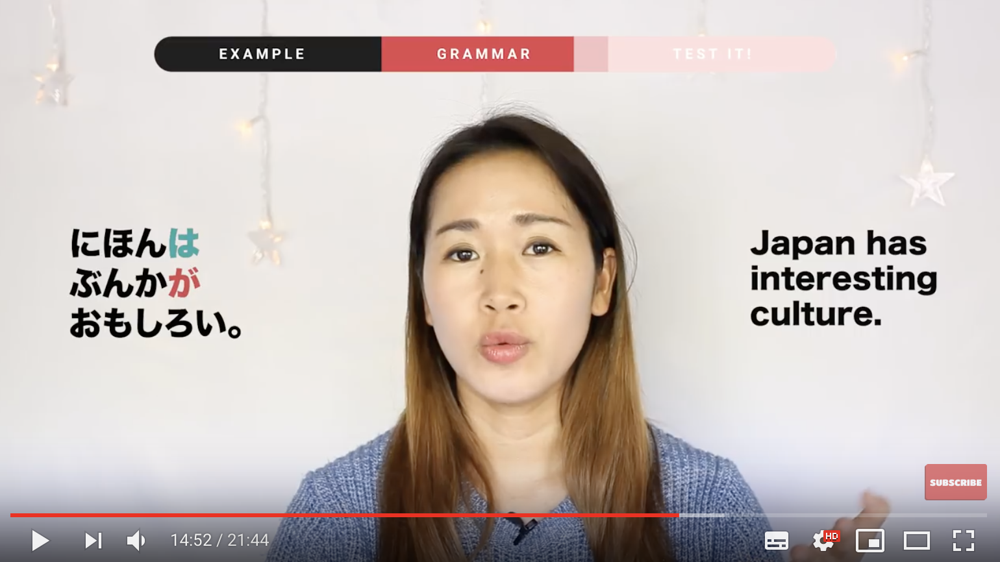 EXAMPLE GRAMMAR TEST IT!
にほんは
ぶんかが
おもしろい。
Japan has
interesting
culture.
SUBSCRIBE
14:52 / 21:44
HD